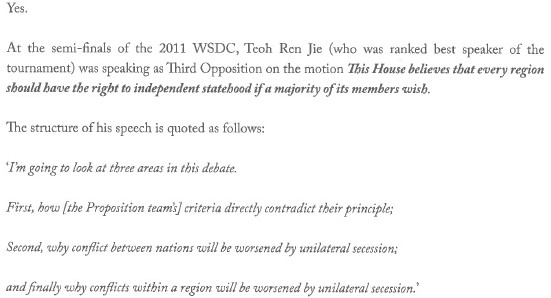 Yes.
At the semi-finals of the 2011 WSDC, Teoh Ren Jie (who was ranked best speaker of the
tournament) was speaking as Third Opposition on the motion This House believes that every region
should have the right to independent statehood if a majority of its members wish.
The structure of his speech is quoted as follows:
‘I’m going to look at three areas in this debate.
First, how [the Proposition team’s] criteria directly contradict their principle;
Second, why conflict between nations will be worsened by unilateral secession;
and finally why conflicts within a region will be worsened by unilateral secession.’